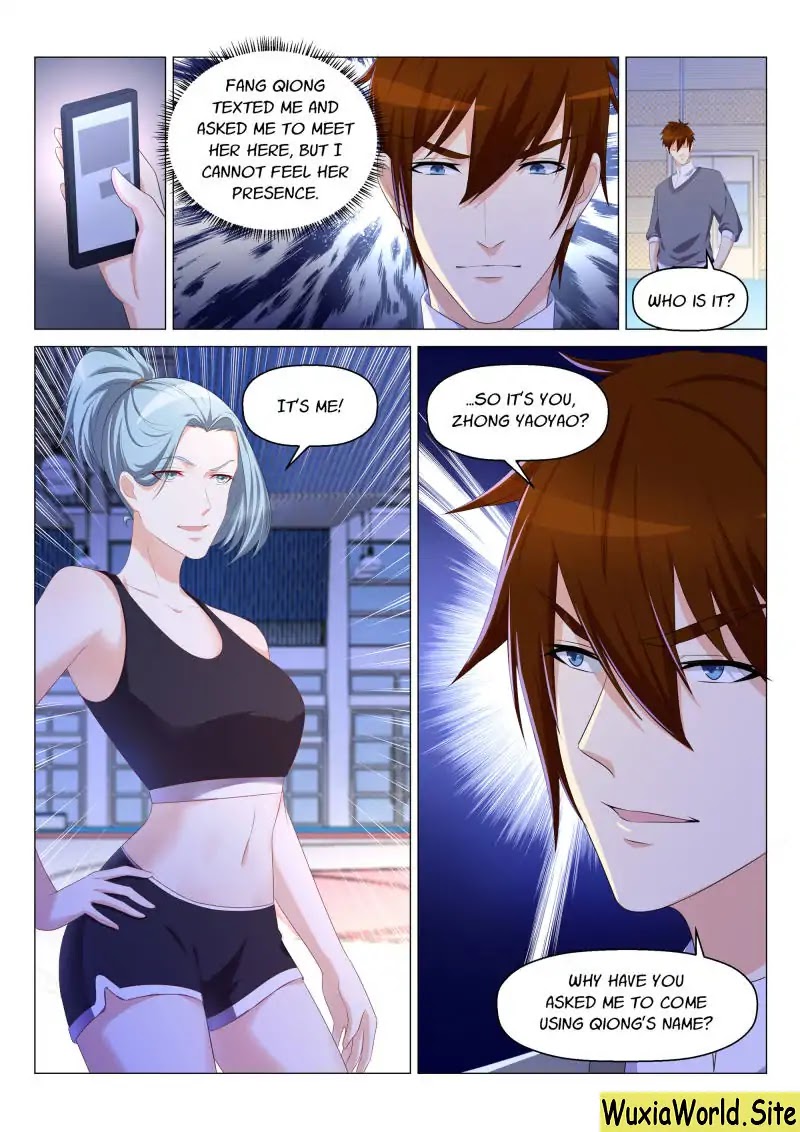 FANG QIONG
TEXTED ME AND
ASKED ME TO MEET
HER HERE, BUT I
CANNOT FEEL HER
PRESENCE.
WHO IS IT?
IT'S ME!
...SO IT'S YOU,
ZHONG YAOYAO?
WHY HAVE YOU
ASKED ME TO COME
USING QIONG'S NAME?
WuxiaWorld.Site